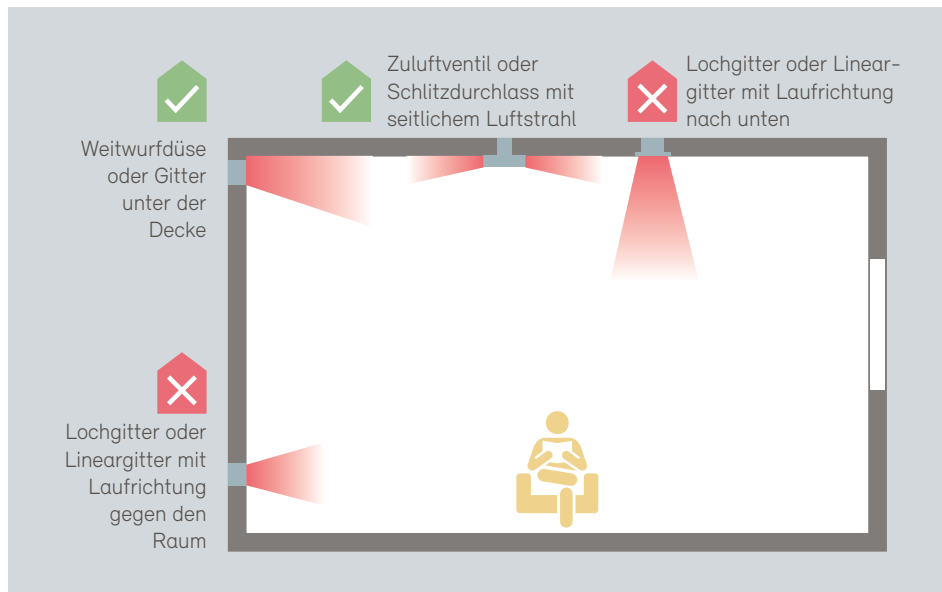 Weitwurfdüse
oder Gitter
unter der
Decke
Zuluftventil oder
Schlitzdurchlass mit
seitlichem Luftstrahl
Lochgitter oder Linear-
gitter mit Laufrichtung
nach unten
Lochgitter oder
Lineargitter mit
Laufrichtung
gegen den
Raum